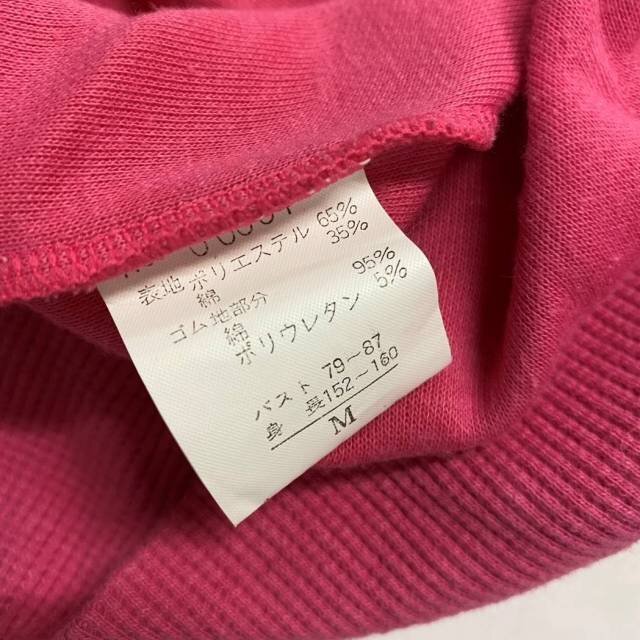 表地 ポリエステル 65%
綿 35%
ゴム地部分
綿 95%
ポリウレタン 5%
バスト 79~87
身 長152~160
M